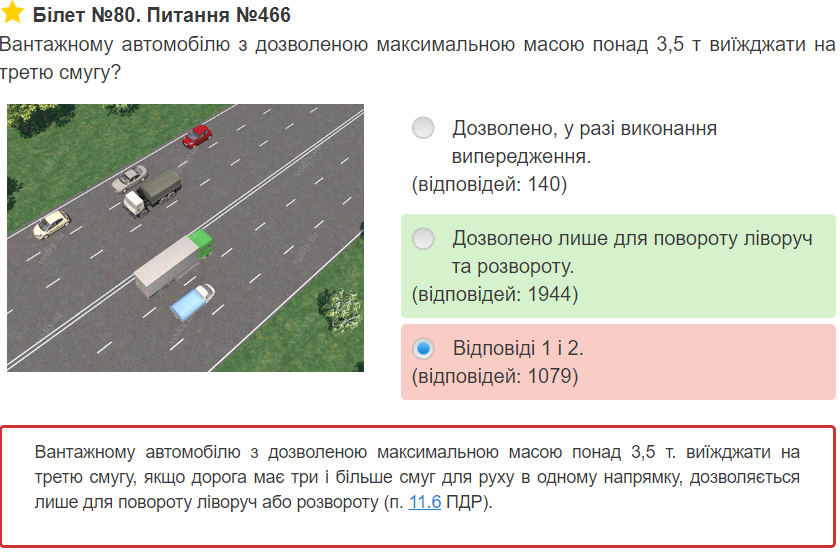 Білет №80. Питання №466
Вантажному автомобілю з дозволеною максимальною масою понад 3,5 т виїжджати на
третю смугу?
Дозволено, у разі виконання
випередження.
(відповідей: 140)
Дозволено лише для повороту ліворуч
та розвороту.
(відповідей: 1944)
Відповіді 1 і 2.
(відповідей: 1079)
Вантажному автомобілю з дозволеною максимальною масою понад 3,5 т. виїжджати на
третю смугу, якщо дорога має три і більше смуг для руху в одному напрямку, дозволяється
лише для повороту ліворуч або розвороту (п. 11.6 ПДР).